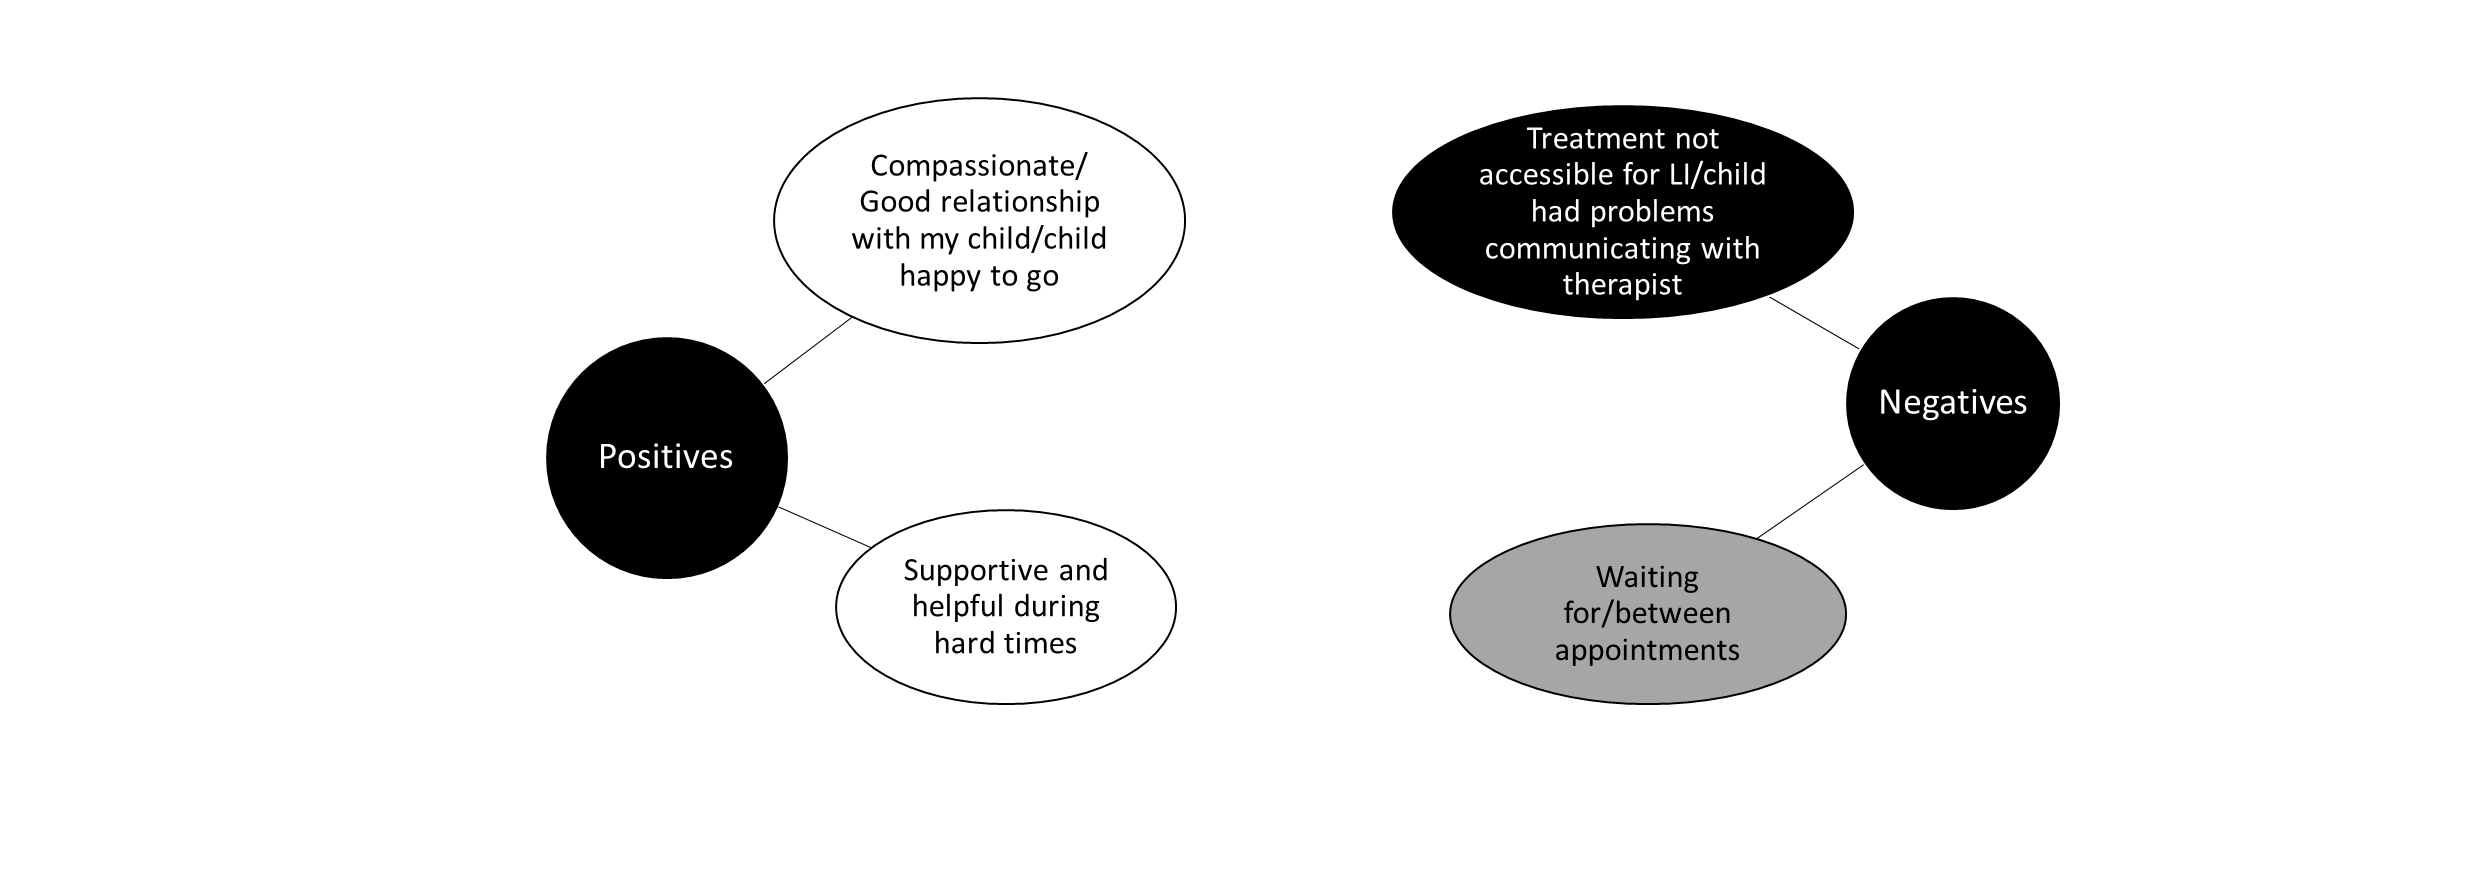 Compassionate/
Good relationship
with my child/child
happy to go
Positives
Supportive and
helpful during
hard times
Treatment not
accessible for LI/child
had problems
communicating with
therapist
Negatives
Waiting
for/between
appointments